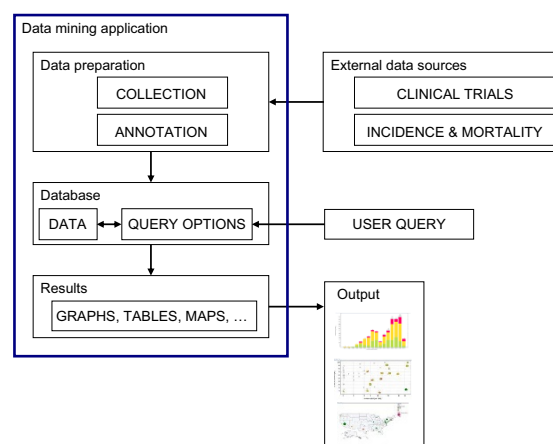 Data mining application
Data preparation
COLLECTION
ANNOTATION
External data sources
CLINICAL TRIALS
INCIDENCE & MORTALITY
Database
DATA
QUERY OPTIONS
USER QUERY
Results
GRAPHS, TABLES, MAPS, ...
Output